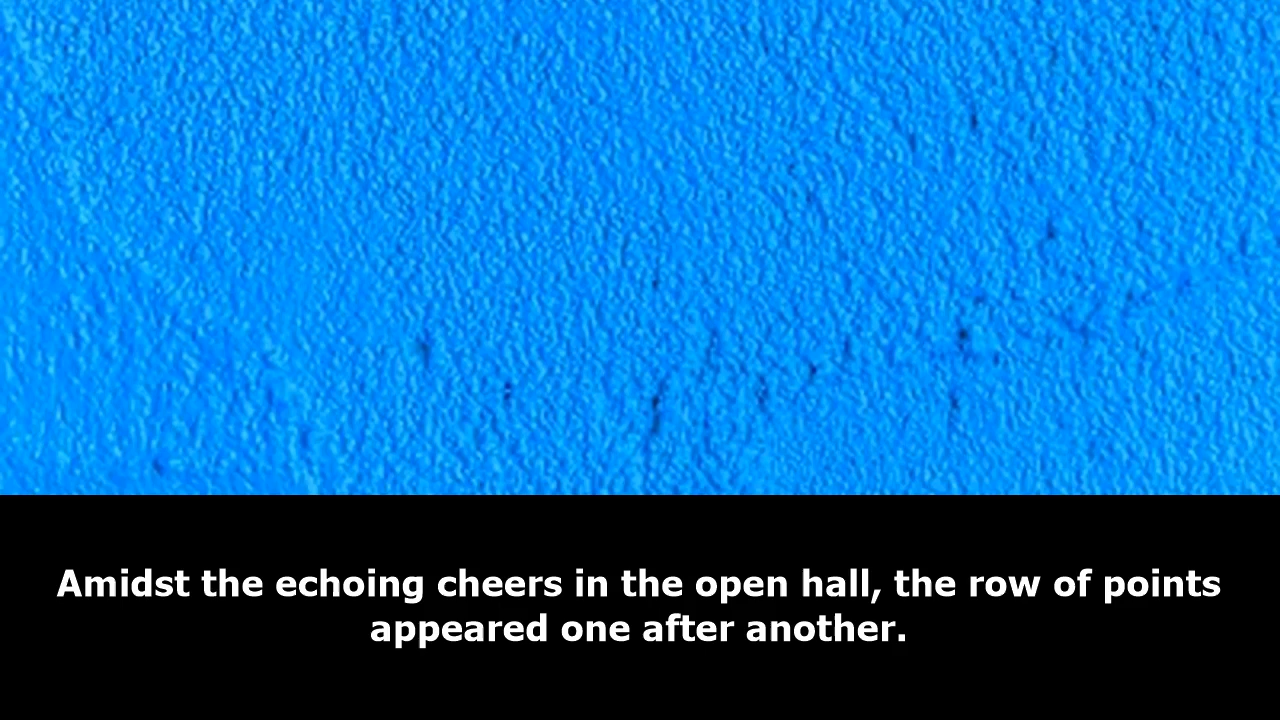 Amidst the echoing cheers in the open hall, the row of points
appeared one after another.